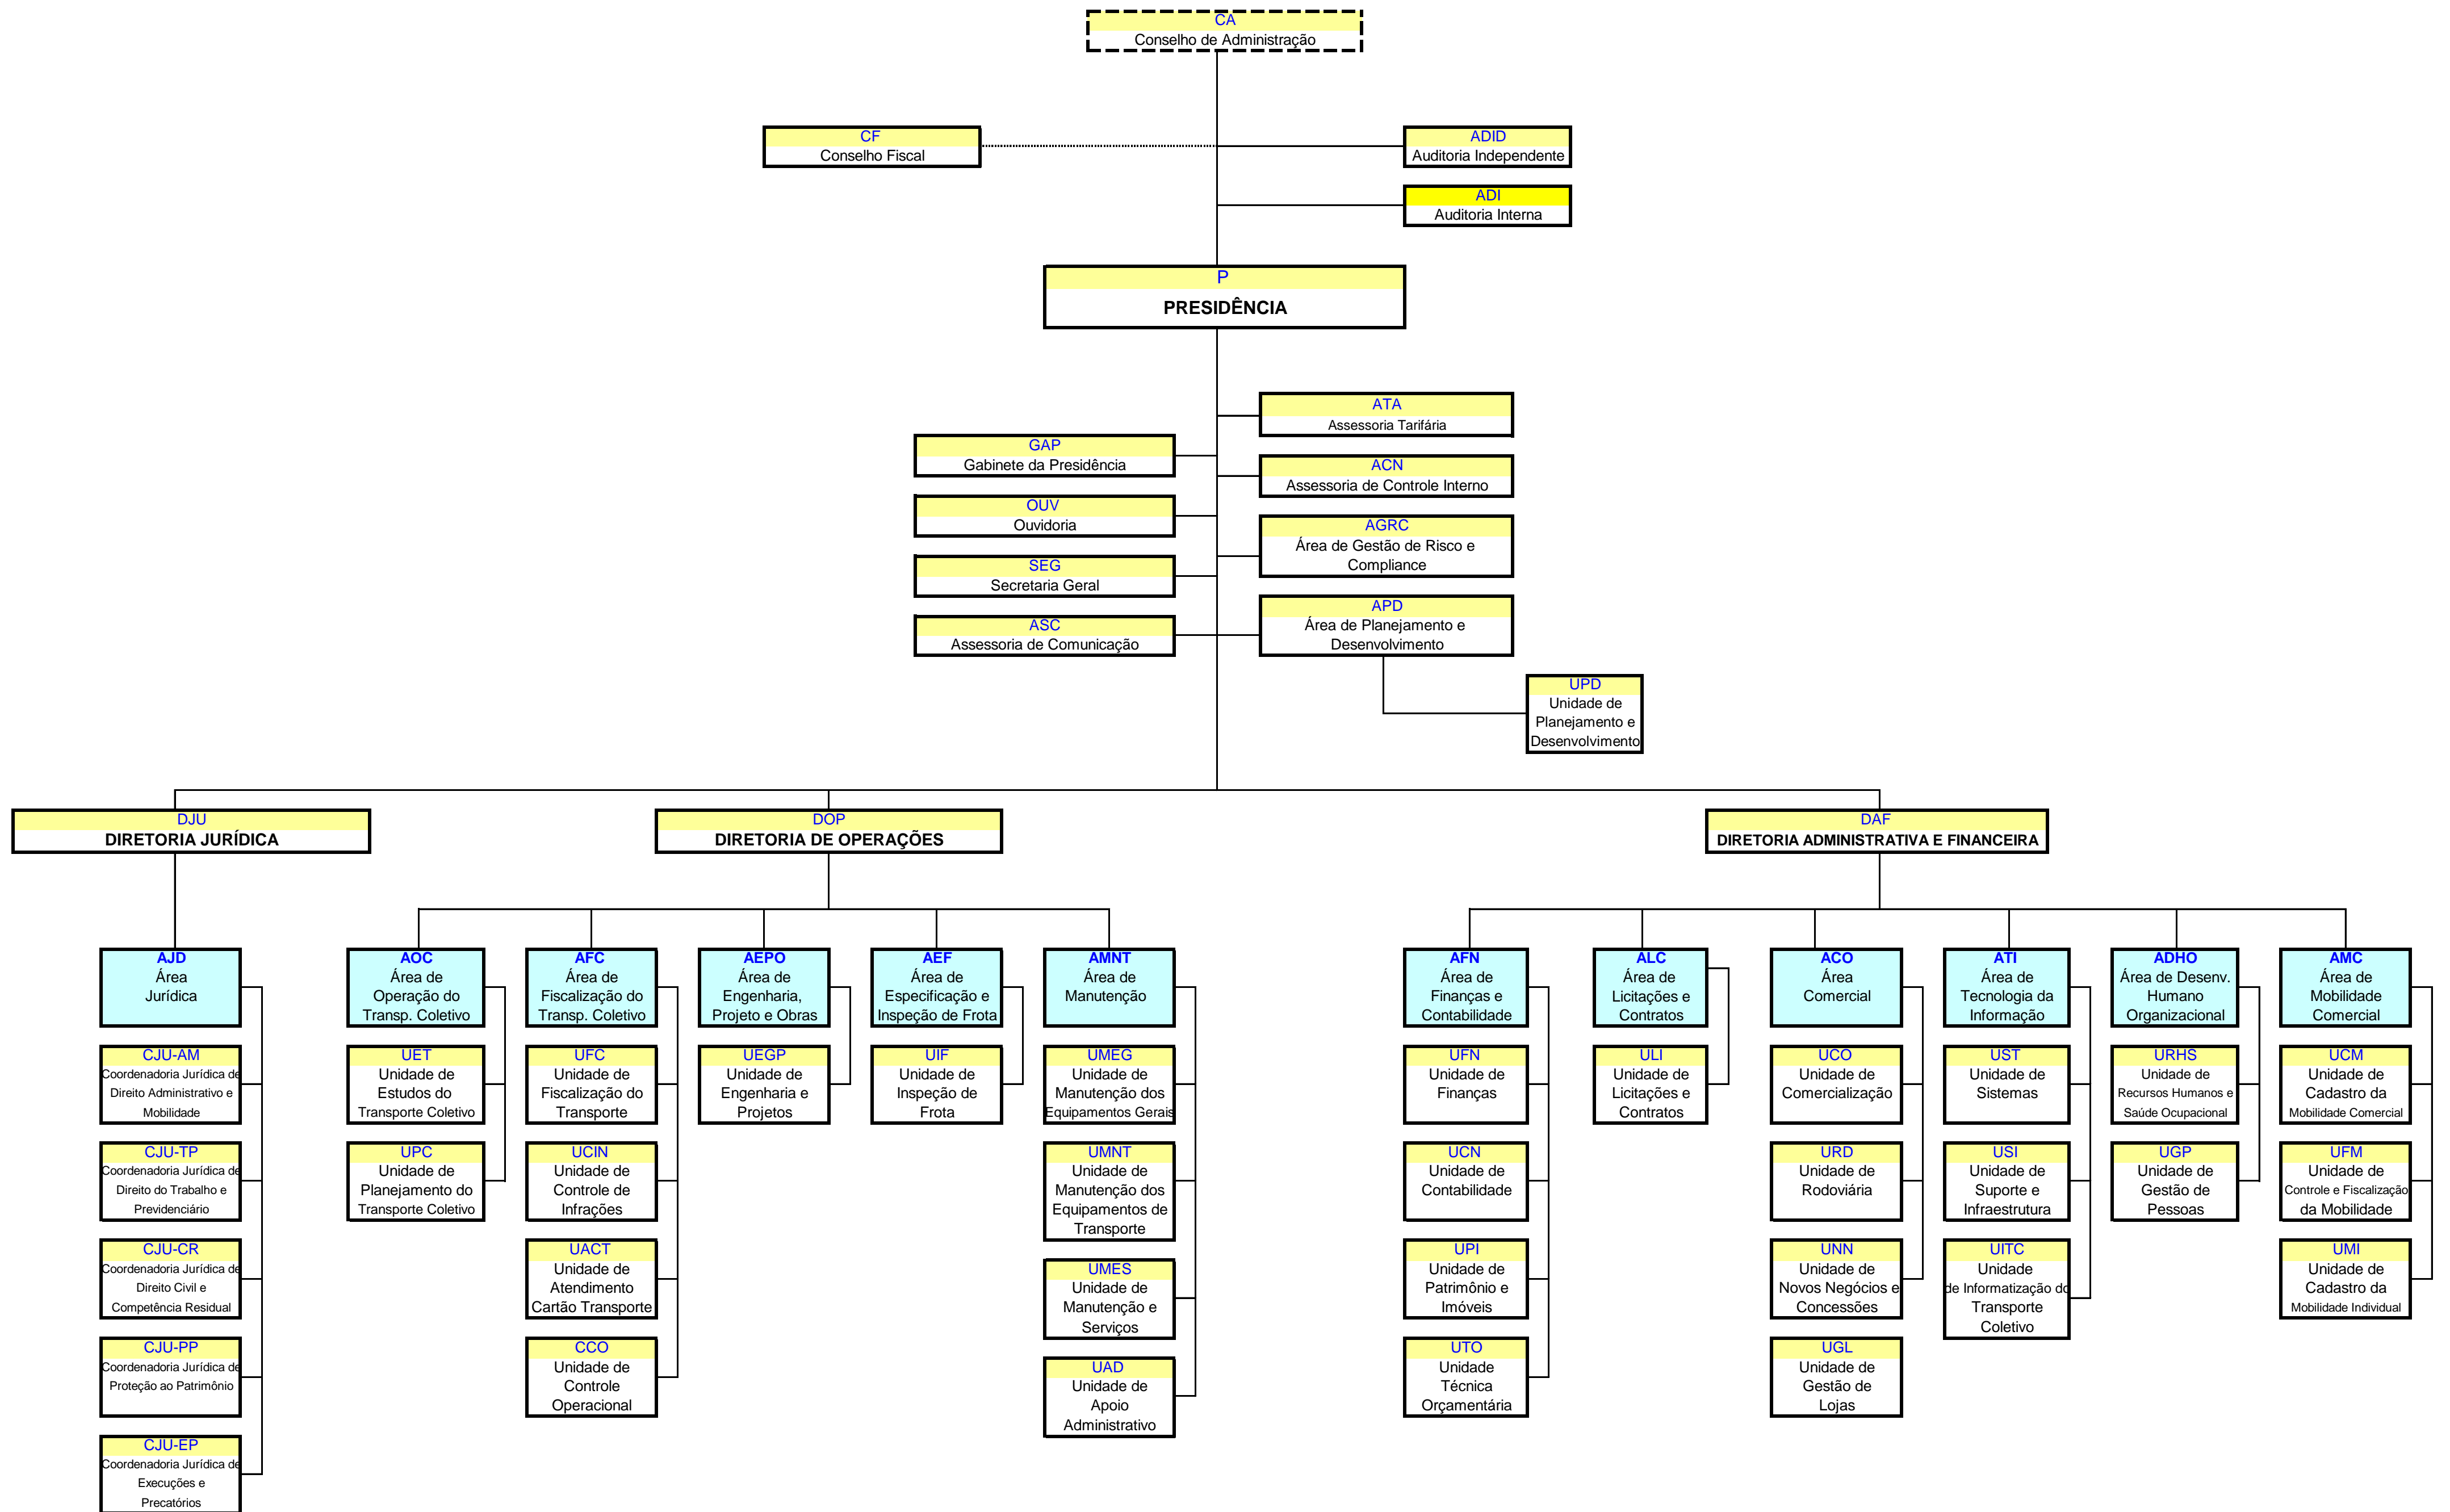 CA
Conselho de Administração
CF
Conselho Fiscal
ADID
Auditoria Independente
ADI
Auditoria Interna
P
PRESIDÊNCIA
ATA
Assessoria Tarifária
GAP
Gabinete da Presidência
ACN
Assessoria de Controle Interno
OUV
Ouvidoria
AGRC
Área de Gestão de Risco e
Compliance
SEG
Secretaria Geral
APD
Área de Planejamento e
Desenvolvimento
ASC
Assessoria de Comunicação
UPD
Unidade de
Planejamento e
Desenvolvimento
DJU
DIRETORIA JURÍDICA
DOP
DIRETORIA DE OPERAÇÕES
DAF
DIRETORIA ADMINISTRATIVA E FINANCEIRA
AJD
Área
Jurídica
CJU-AM
Coordenadoria Jurídica de
Direito Administrativo e
Mobilidade
CJU-TP
Coordenadoria Jurídica de
Direito do Trabalho e
Previdenciário
CJU-CR
Coordenadoria Jurídica de
Direito Civil e
Competência Residual
CJU-PP
Coordenadoria Jurídica de
Proteção ao Patrimônio
CJU-EP
Coordenadoria Jurídica de
Execuções e
Precatórios
AOC
Área de
Operação do
Transp. Coletivo
UET
Unidade de
Estudos do
Transporte Coletivo
UPC
Unidade de
Planejamento do
Transporte Coletivo
AFC
Área de
Fiscalização do
Transp. Coletivo
UFC
Unidade de
Fiscalização do
Transporte
UCIN
Unidade de
Controle de
Infrações
UACT
Unidade de
Atendimento
Cartão Transporte
CCO
Unidade de
Controle
Operacional
AEPO
Área de
Engenharia,
Projeto e Obras
UEGP
Unidade de
Engenharia e
Projetos
AEF
Área de
Especificação e
Inspeção de Frota
UIF
Unidade de
Inspeção de
Frota
AMNT
Área de
Manutenção
UMEG
Unidade de
Manutenção dos
Equipamentos Gerais
UMNT
Unidade de
Manutenção dos
Equipamentos de
Transporte
UMES
Unidade de
Manutenção e
Serviços
UAD
Unidade de
Apoio
Administrativo
AFN
Área de
Finanças e
Contabilidade
UFN
Unidade de
Finanças
UCN
Unidade de
Contabilidade
UPI
Unidade de
Patrimônio e
Imóveis
UTO
Unidade
Técnica
Orçamentária
ALC
Área de
Licitações e
Contratos
ULI
Unidade de
Licitações e
Contratos
ACO
Área
Comercial
UCO
Unidade de
Comercialização
URD
Unidade de
Rodoviária
UNN
Unidade de
Novos Negócios e
Concessões
UGL
Unidade de
Gestão de
Lojas
ATI
Área de
Tecnologia da
Informação
UST
Unidade de
Sistemas
USI
Unidade de
Suporte e
Infraestrutura
UITC
Unidade
de Informatização do
Transporte
Coletivo
ADHO
Área de Desenv.
Humano
Organizacional
URHS
Unidade de
Recursos Humanos e
Saúde Ocupacional
UGP
Unidade de
Gestão de
Pessoas
AMC
Área de
Mobilidade
Comercial
UCM
Unidade de
Cadastro da
Mobilidade Comercial
UFM
Unidade de
Controle e Fiscalização
da Mobilidade
UMI
Unidade de
Cadastro da
Mobilidade Individual